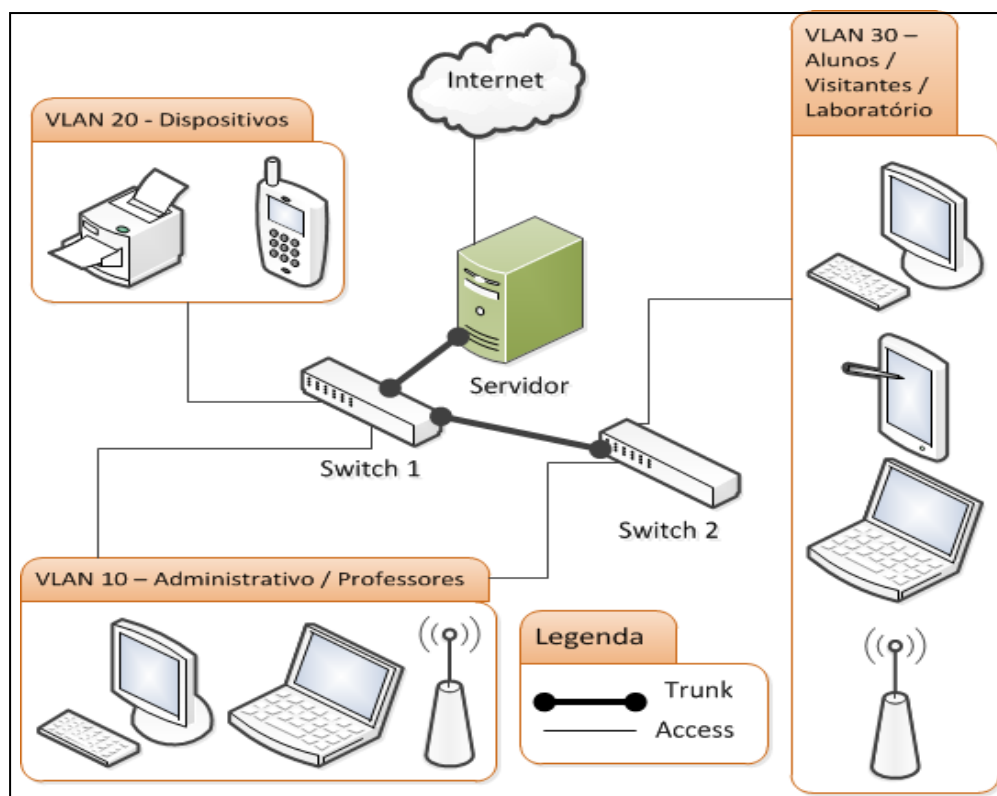 Internet
VLAN 30 –
Alunos /
Visitantes /
Laboratório
VLAN 20 - Dispositivos
Servidor
Switch 1
Switch 2
VLAN 10 – Administrativo / Professores
Legenda
Trunk
Access